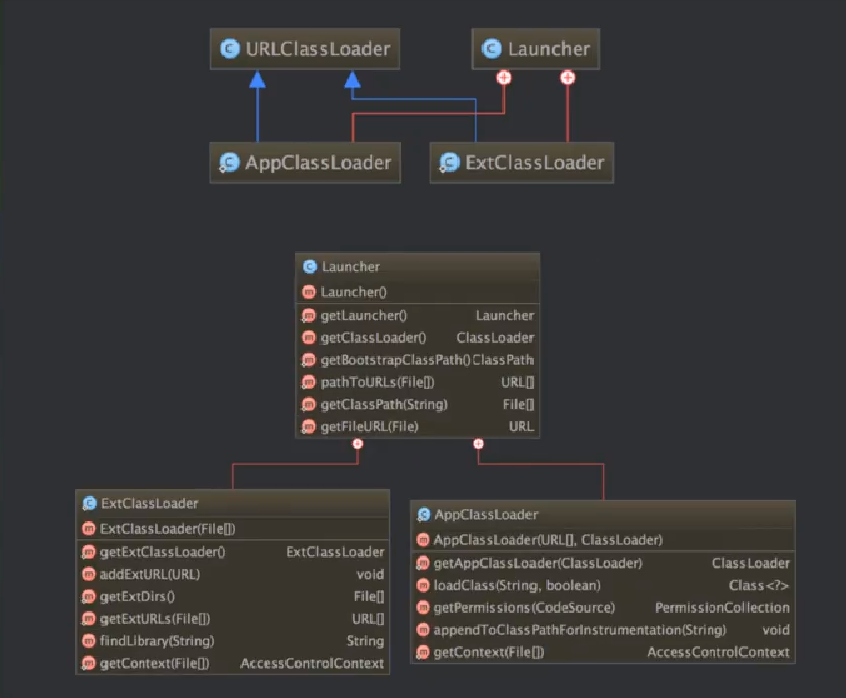 URLClassLoader Launcher
AppClassLoader ExtClassLoader
Launcher
Launcher()
getLauncher() Launcher
getClassLoader() ClassLoader
getBootstrapClassPath() ClassPath
pathToURLs(File[]) URL[]
getClassPath(String) File[]
getFileURL(File) URL
ExtClassLoader
ExtClassLoader(File[])
getExtClassLoader() ExtClassLoader
addExtURL(URL) void
getExtDirs() File[]
getExtURLs(File[]) URL[]
findLibrary(String) String
getContext(File[]) AccessControlContext
AppClassLoader
AppClassLoader(URL[], ClassLoader)
getAppClassLoader(ClassLoader) ClassLoader
loadClass(String, boolean) Class<?>
getPermissions(CodeSource) PermissionCollection
appendToClassPathForInstrumentation(String) void
getContext(File[]) AccessControlContext